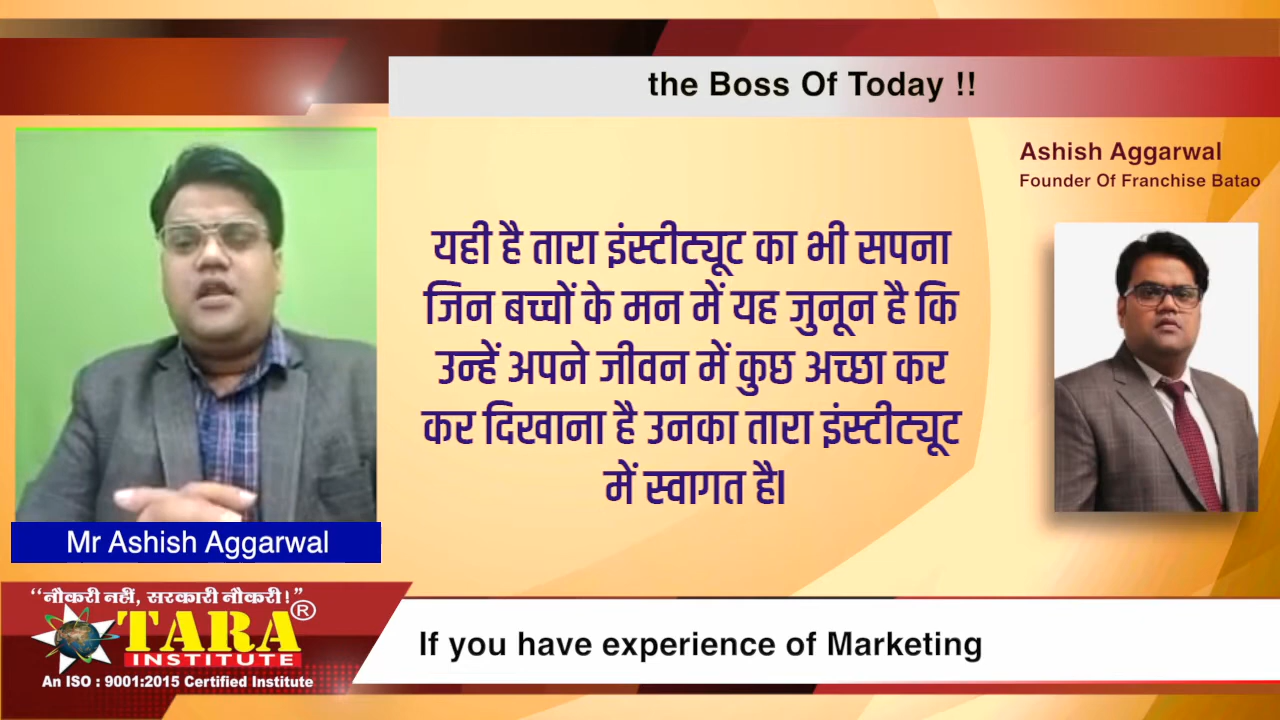 the Boss Of Today !!
Ashish Aggarwal
Founder Of Franchise Batao
यही है तारा इंस्टीट्यूट का भी सपना
जिन बच्चों के मन में यह जुनून है कि
उन्हें अपने जीवन में कुछ अच्छा कर
कर दिखाना है उनका तारा इंस्टीट्यूट
में स्वागत है।
Mr Ashish Aggarwal
‘‘नौकरी नहीं, सरकारी नौकरी!”
TARA®
INSTITUTE
An ISO : 9001:2015 Certified Institute
If you have experience of Marketing